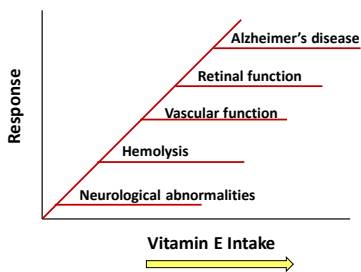 Alzheimer's disease
Retinal function
Vascular function
Hemolysis
Neurological abnormalities
Response
Vitamin E Intake